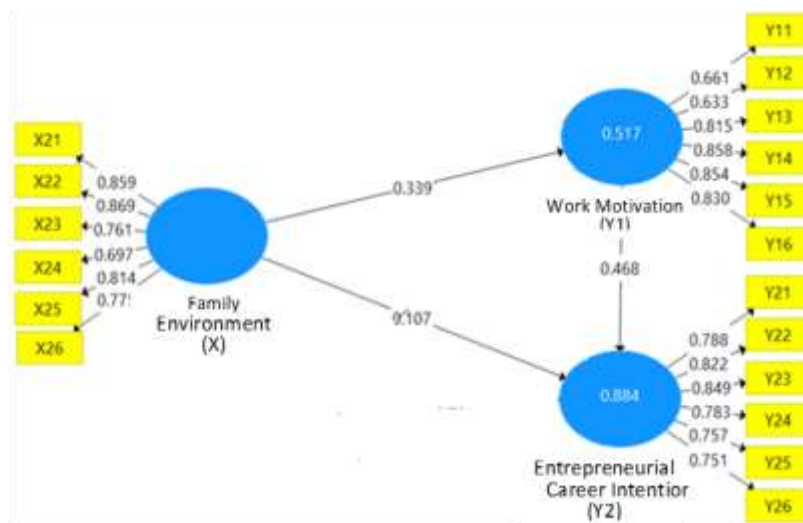 X21
X22
X23
X24
X25
X26
0.859
0.869
0.761
0.697
0.814
Family
Environment
(X)
0.339
0.107
0.517
Work Motivation
(Y1)
0.468
0.884
Entrepreneurial
Career Intentior
(Y2)
0.661
0.633
0.815
0.858
0.854
0.830
Y11
Y12
Y13
Y14
Y15
Y16
0.788
0.822
0.849
0.783
0.757
0.751
Y21
Y22
Y23
Y24
Y25
Y26